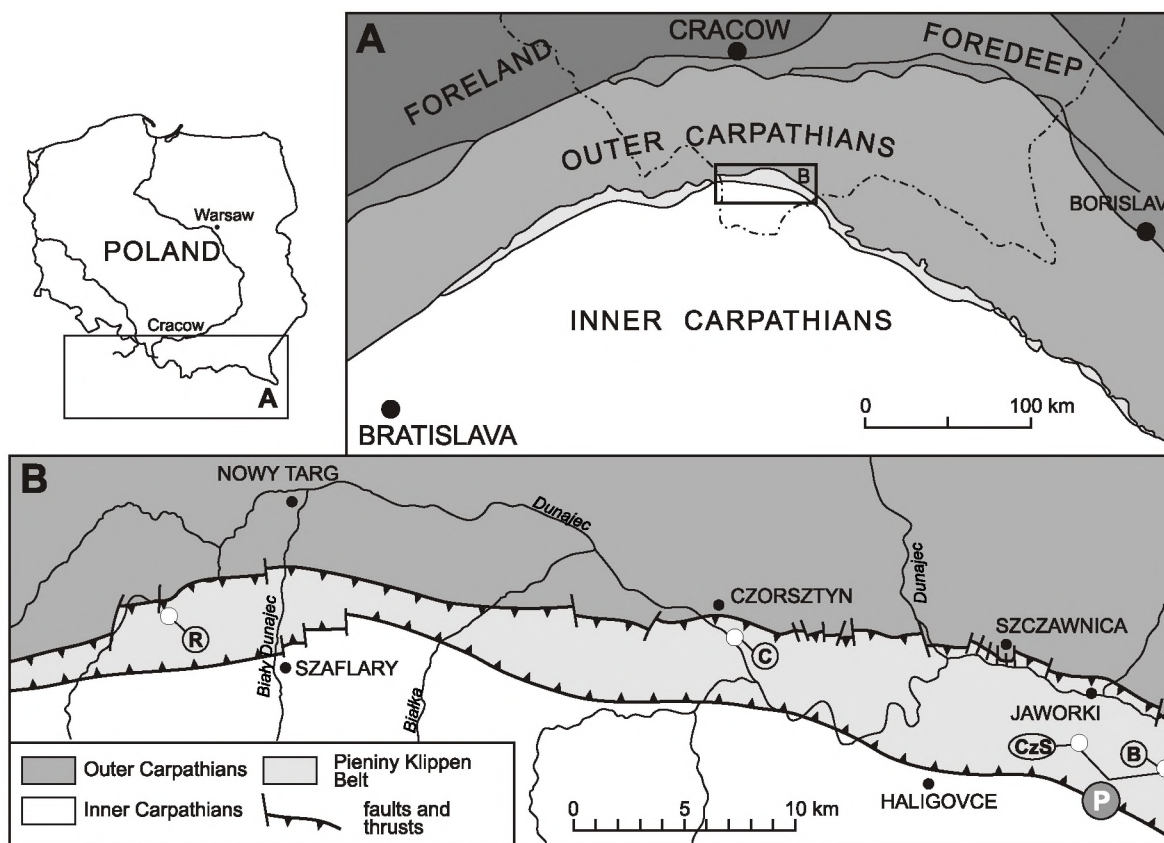 Warsaw
POLAND
Cracow
A
A
CRACOW
FORELAND
FOREDEEP
OUTER CARPATHIANS
B
BORISLAV
INNER CARPATHIANS
0 100 km
BRATISLAVA
B
NOWY TARG
Dunajec
Dunajec
CZORSZTYN
SZCZAWNICA
R
C
Biały Dunajec
SZAFLARY
Białka
JAWORKI
CzS
B
P
HALIGOVCE
Outer Carpathians
Pieniny Klippen
Belt
Inner Carpathians
faults and
thrusts
0 5 10 km